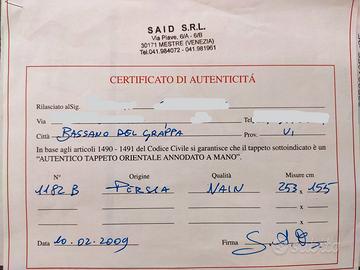 SAID S.R.L.
Via Piave, 6/A - 6/B
30171 MESTRE (VENEZIA)
Tel.041.984072 - 041.981961
CERTIFICATO DI AUTENTICITÁ
Rilasciato alSig.
Via Tel.
Città BASSANO DEL GRAPPA Prov. VI
In base agli articoli 1490 - 1491 del Codice Civile si garantisce che il tappeto sottoindicato è un
“AUTENTICO TAPPETO ORIENTALE ANNODATO A MANO”.
N° Origine Qualità Misure cm
1182 B PERSIA NAIN 253 x 155
x
x
Data 10.02.2009 Firma
subito